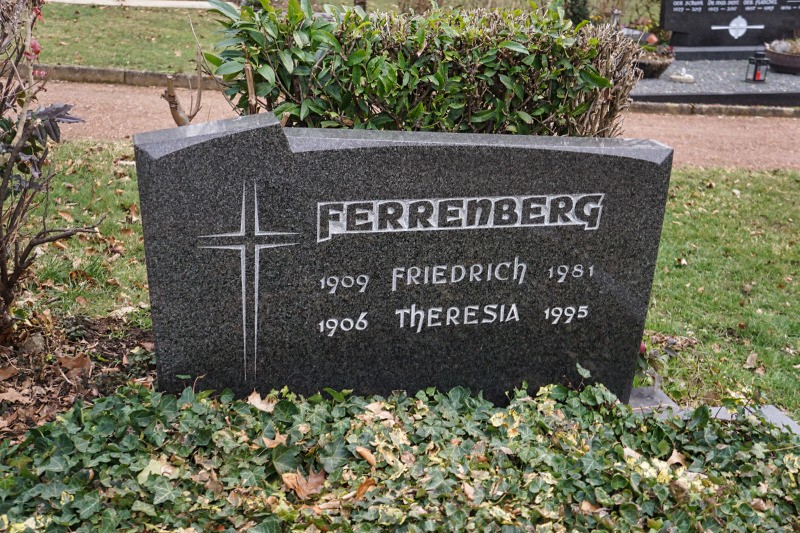 FERRENBERG
1909 FRIEDRICH 1981
1906 THERESIA 1995